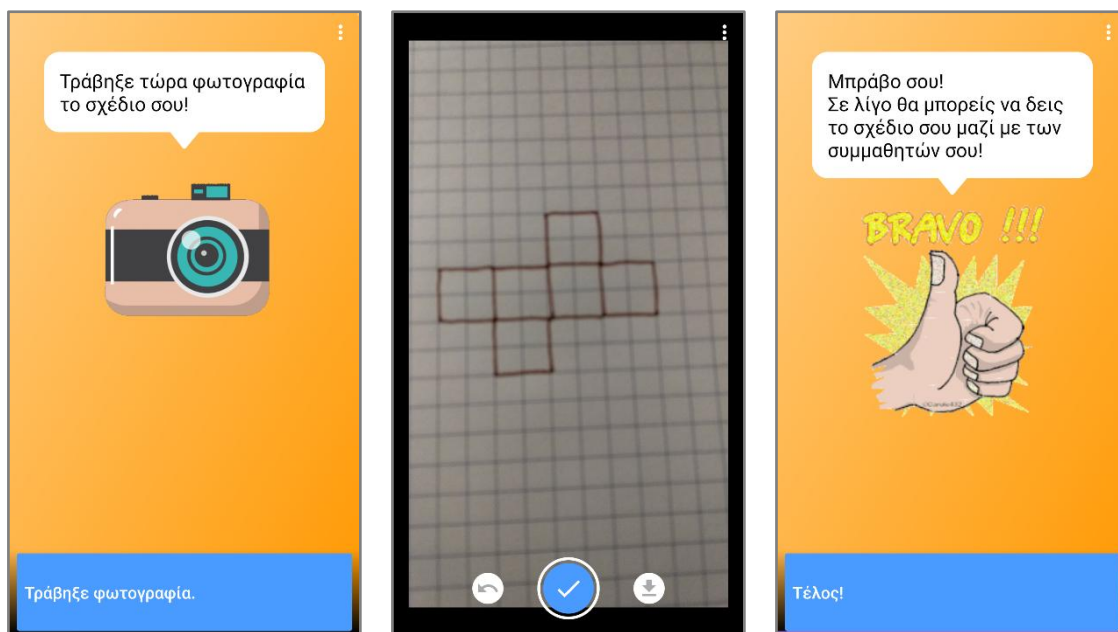 Τράβηξε τώρα φωτογραφία
το σχέδιο σου!
Τράβηξε φωτογραφία.
Μπράβο σου!
Σε λίγο θα μπορείς να δεις
το σχέδιο σου μαζί με των
συμμαθητών σου!
BRAVO !!!
Τέλος!